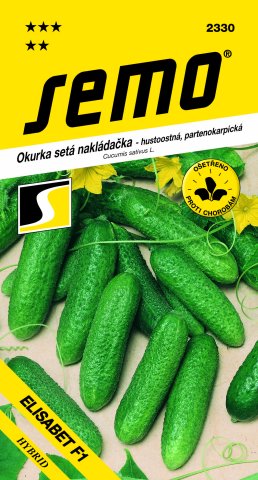 ★★★
★★
2330
semo®
Okurka setá nakládačka - hustoostná, partenokarpická
Cucumis sativus L.
OŠETŘENO
PROTI CHOROBÁM
ELISABET F1
HYBRID